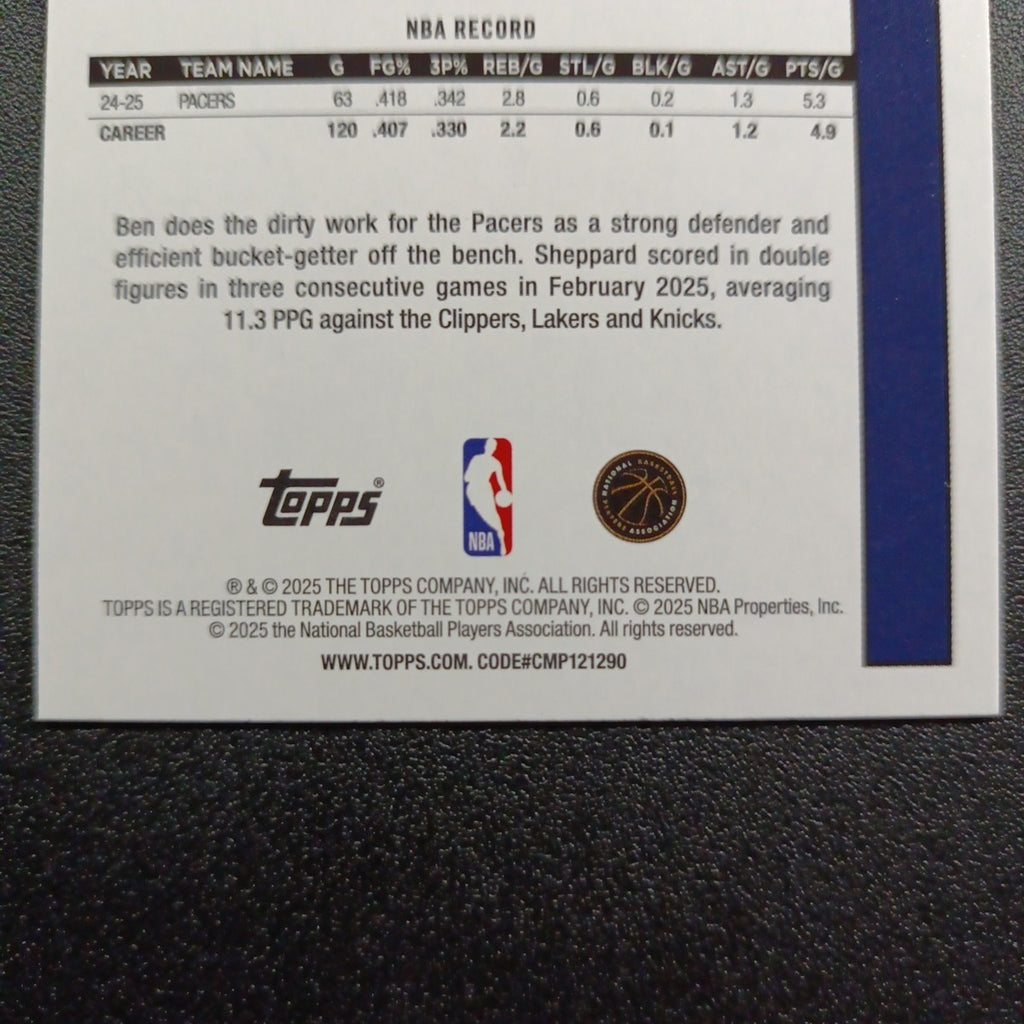 NBA RECORD
YEAR TEAM NAME G FG% 3P% REB/G STL/G BLK/G AST/G PTS/G
24-25 PACERS 63 .418 .342 2.8 0.6 0.2 1.3 5.3
CAREER 120 .407 .330 2.2 0.6 0.1 1.2 4.9
Ben does the dirty work for the Pacers as a strong defender and
efficient bucket-getter off the bench. Sheppard scored in double
figures in three consecutive games in February 2025, averaging
11.3 PPG against the Clippers, Lakers and Knicks.
topps®
NBA
NATIONAL BASKETBALL PLAYERS ASSOCIATION
® & © 2025 THE TOPPS COMPANY, INC. ALL RIGHTS RESERVED.
TOPPS IS A REGISTERED TRADEMARK OF THE TOPPS COMPANY, INC. © 2025 NBA Properties, Inc.
© 2025 the National Basketball Players Association. All rights reserved.
WWW.TOPPS.COM. CODE#CMP121290